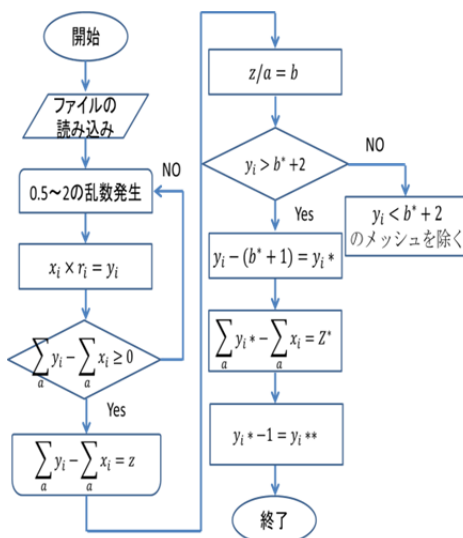 開始
ファイルの
読み込み
0.5～2の乱数発生
NO
x_i × r_i = y_i
∑_a y_i − ∑_a x_i ≥ 0
Yes
∑_a y_i − ∑_a x_i = z
z/a = b
y_i > b* +2
NO
y_i < b* + 2
のメッシュを除く
Yes
y_i − (b* + 1) = y_i *
∑_a y_i * − ∑_a x_i = Z*
y_i * −1 = y_i **
終了